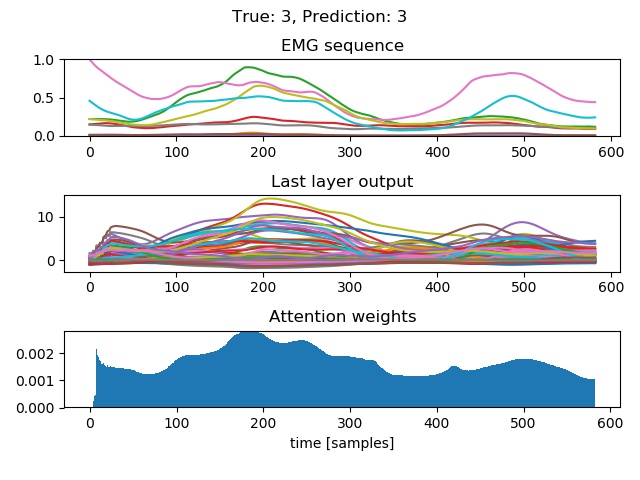 True: 3, Prediction: 3
EMG sequence
1.0
0.5
0.0
0 100 200 300 400 500 600
Last layer output
10
0
0 100 200 300 400 500 600
Attention weights
0.002
0.001
0.000
0 100 200 300 400 500 600
time [samples]